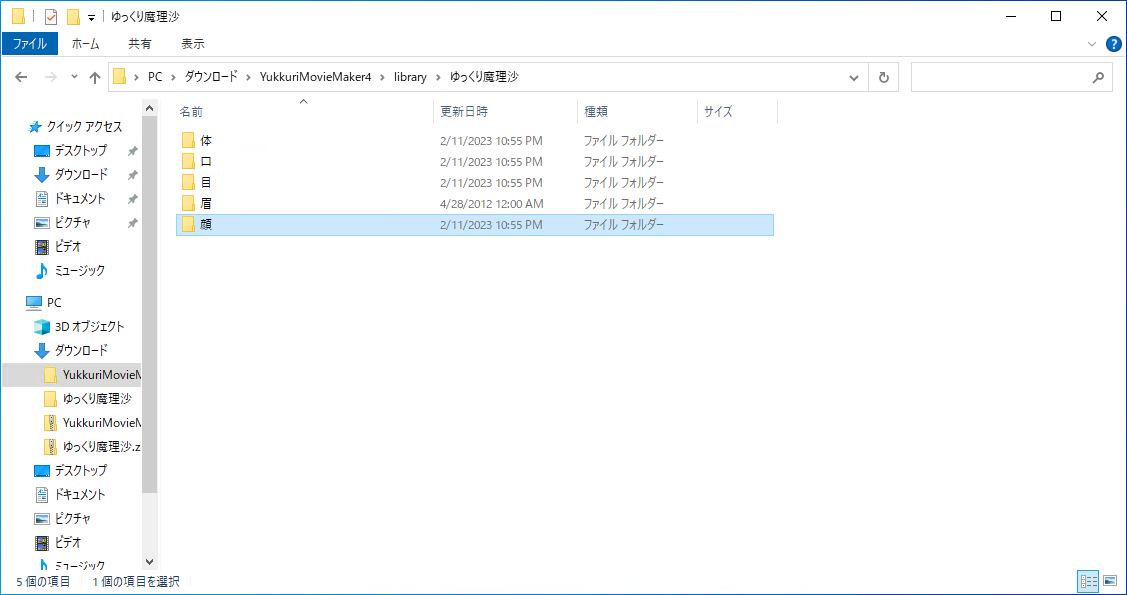 ゆっくり魔理沙
ファイル ホーム 共有 表示
PC ダウンロード YukkuriMovieMaker4 library ゆっくり魔理沙
名前 更新日時 種類 サイズ
クイック アクセス
デスクトップ
ダウンロード
ドキュメント
ピクチャ
ビデオ
ミュージック
PC
3D オブジェクト
ダウンロード
YukkuriMovieM
ゆっくり魔理沙
YukkuriMovieM
ゆっくり魔理沙.z
デスクトップ
ドキュメント
ピクチャ
ビデオ
ミュージック
体 2/11/2023 10:55 PM ファイル フォルダー
口 2/11/2023 10:55 PM ファイル フォルダー
目 2/11/2023 10:55 PM ファイル フォルダー
眉 4/28/2012 12:00 AM ファイル フォルダー
顔 2/11/2023 10:55 PM ファイル フォルダー
5 個の項目 1 個の項目を選択